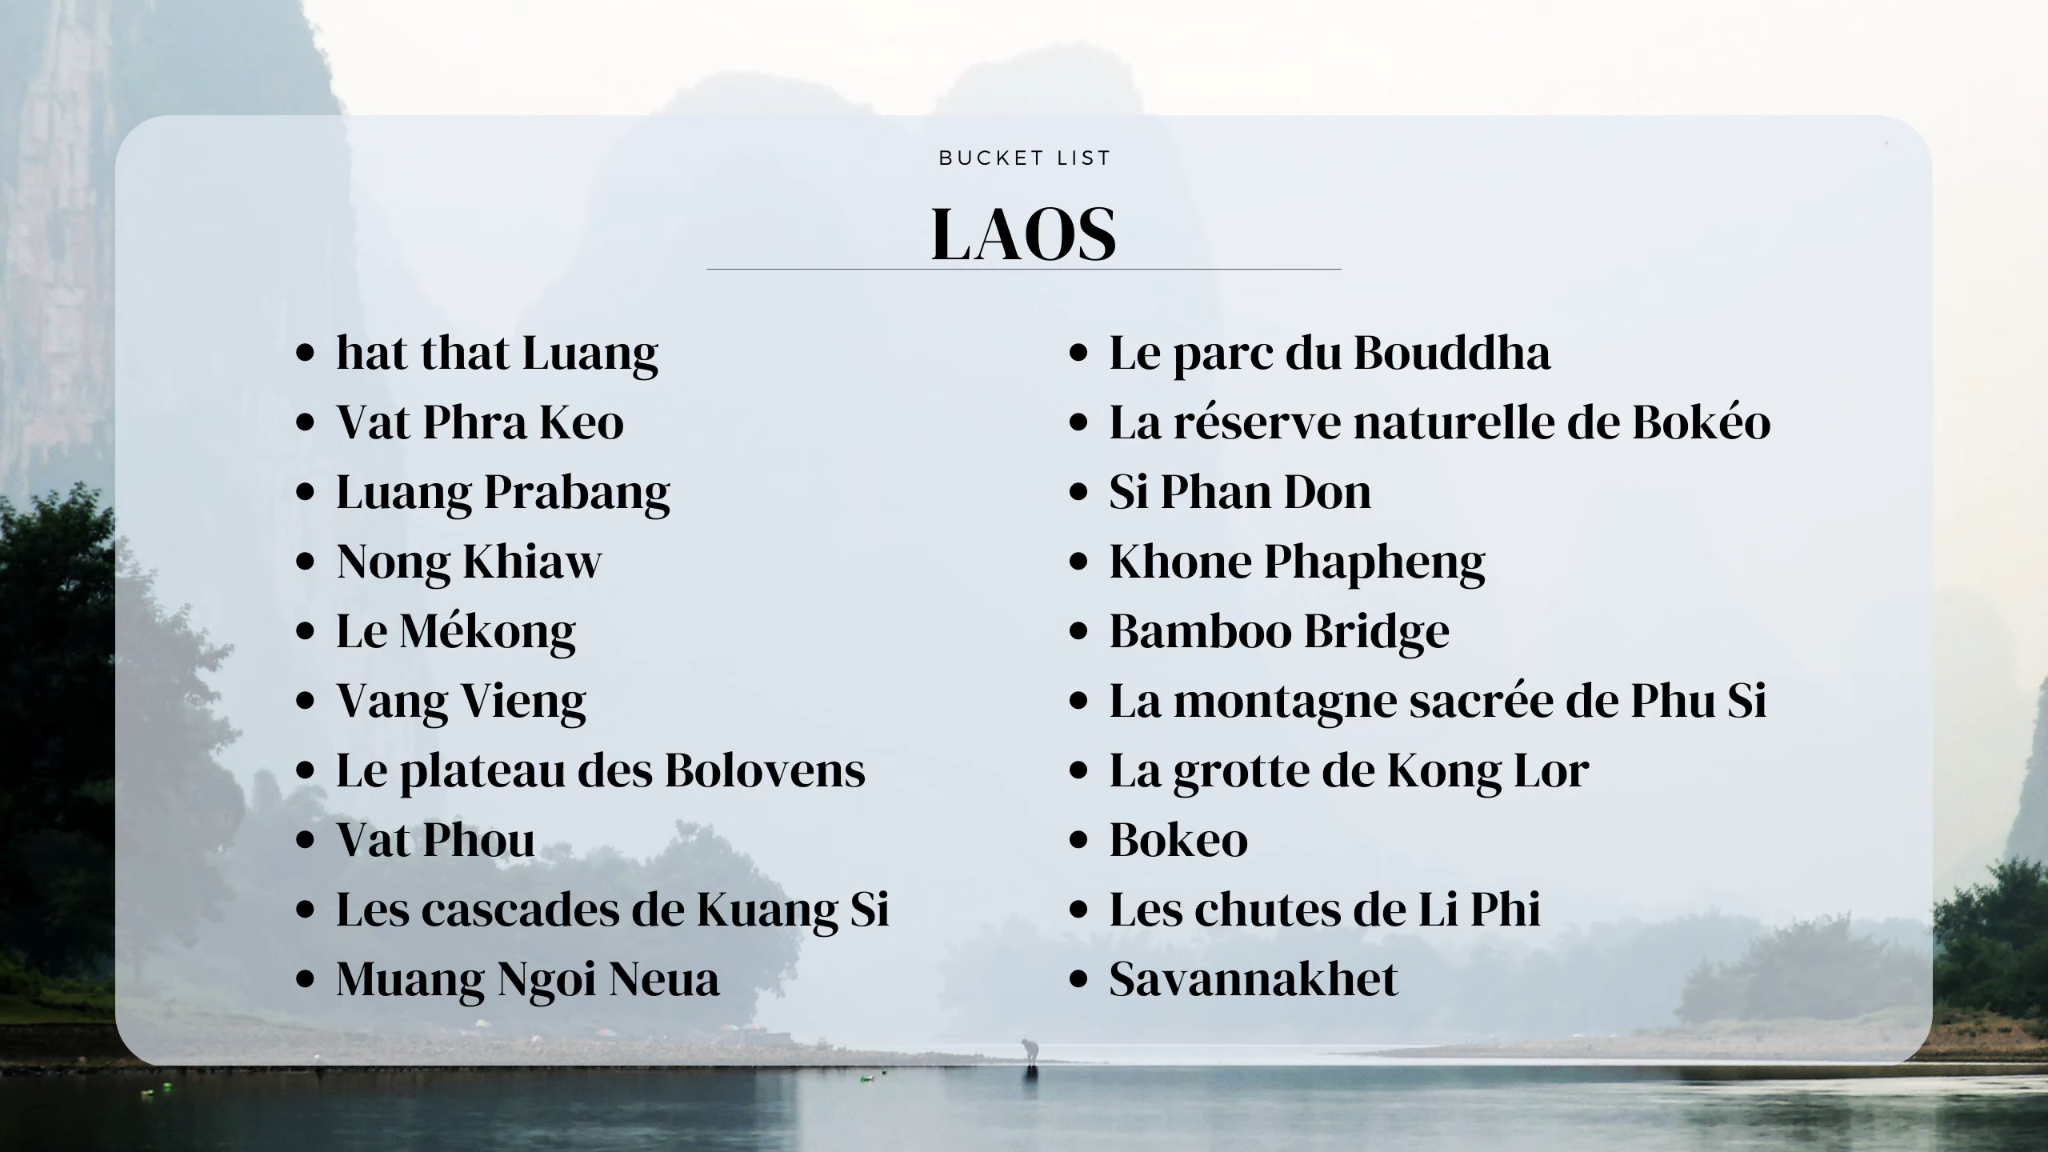 BUCKET LIST
LAOS
• hat that Luang
• Vat Phra Keo
• Luang Prabang
• Nong Khiaw
• Le Mékong
• Vang Vieng
• Le plateau des Bolovens
• Vat Phou
• Les cascades de Kuang Si
• Muang Ngoi Neua
• Le parc du Bouddha
• La réserve naturelle de Bokéo
• Si Phan Don
• Khone Phapheng
• Bamboo Bridge
• La montagne sacrée de Phu Si
• La grotte de Kong Lor
• Bokeo
• Les chutes de Li Phi
• Savannakhet